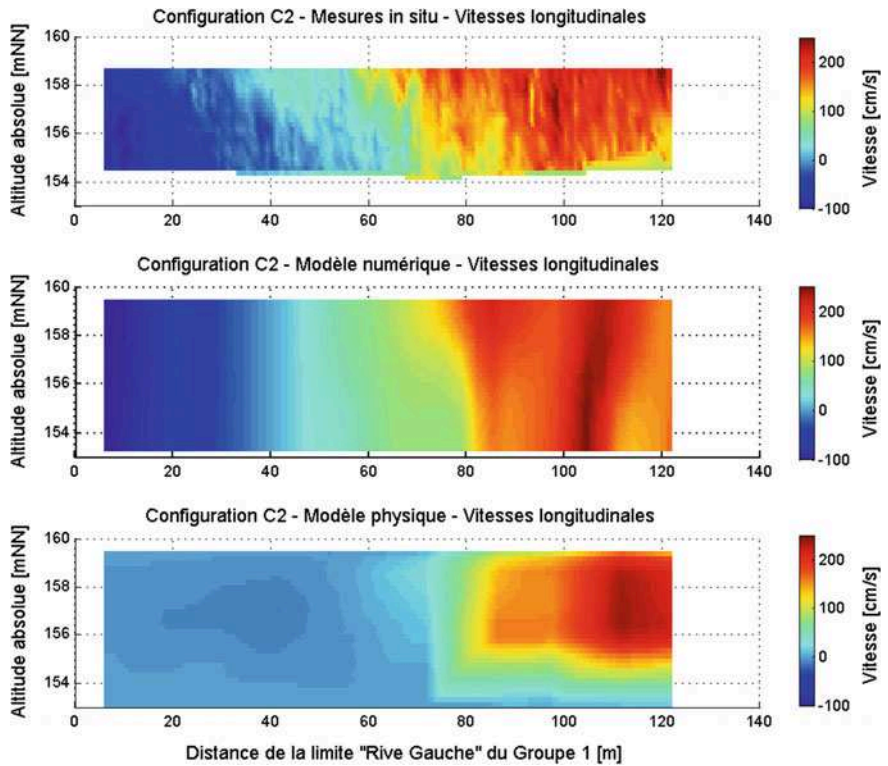 Configuration C2 - Mesures in situ - Vitesses longitudinales
Altitude absolue [mNN]
160
158
156
154
0 20 40 60 80 100 120 140
200
100
0
-100
Vitesse [cm/s]
Configuration C2 - Modèle numérique - Vitesses longitudinales
Altitude absolue [mNN]
160
158
156
154
0 20 40 60 80 100 120 140
200
100
0
-100
Vitesse [cm/s]
Configuration C2 - Modèle physique - Vitesses longitudinales
Altitude absolue [mNN]
160
158
156
154
0 20 40 60 80 100 120 140
200
100
0
-100
Vitesse [cm/s]
Distance de la limite "Rive Gauche" du Groupe 1 [m]